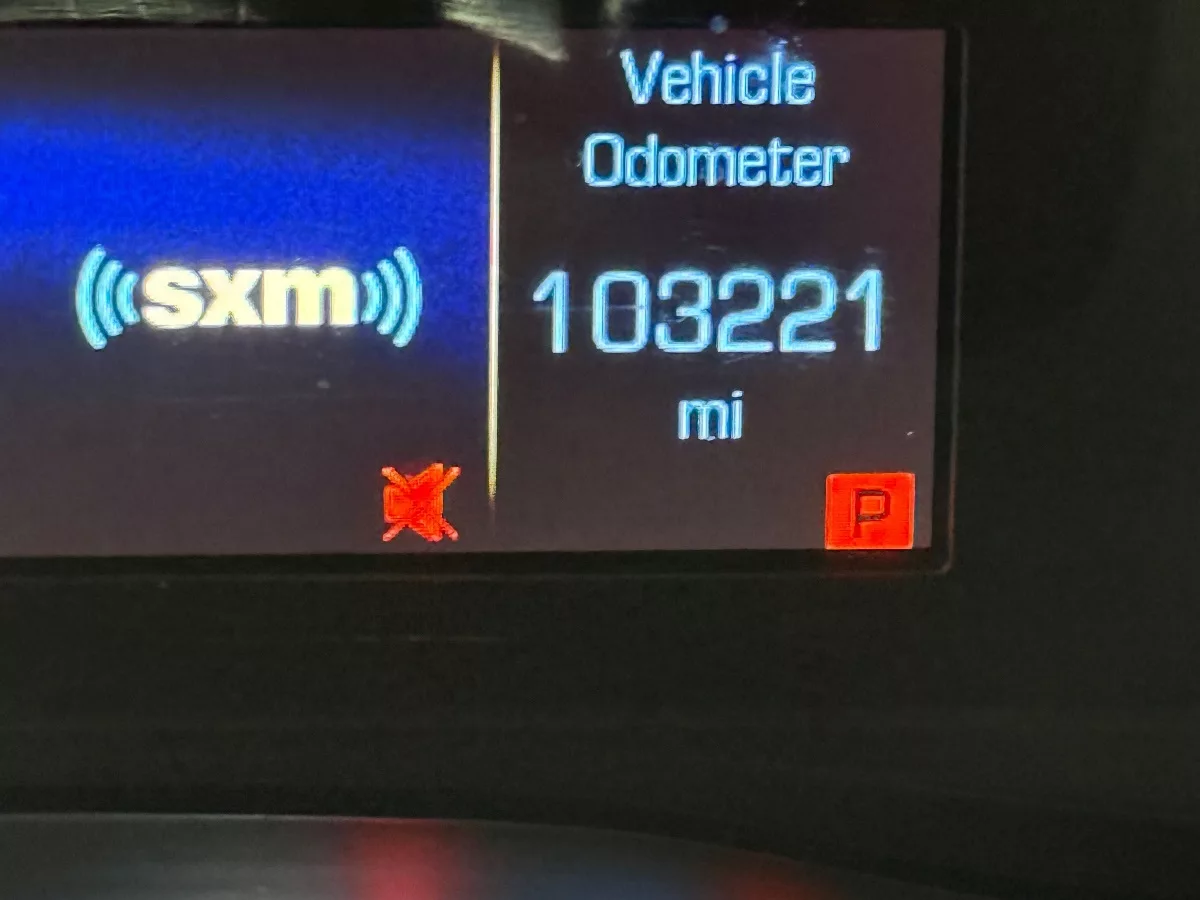 Vehicle
Odometer
sxm
103221
mi
P